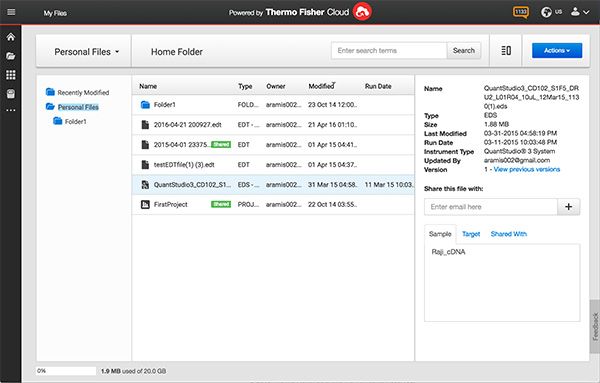 My Files
Powered by Thermo Fisher Cloud
1133
US
Personal Files
Home Folder
Enter search terms
Search
Actions
Recently Modified
Personal Files
Folder1
Name Type Owner Modified Run Date
Folder1 FOLD... aramis002... 23 Oct 14 12:00...
2016-04-21 200927.edt EDT - ... aramis002... 21 Apr 16 01:10...
2015-04-01 23375... Shared EDT - ... aramis002... 01 Apr 15 04:41...
testEDTfile(1) (3).edt EDT - ... aramis002... 01 Apr 15 04:37...
QuantStudio3_CD102_S1... EDS - ... aramis002... 31 Mar 15 04:58... 11 Mar 15 10:03...
FirstProject Shared PROJ... aramis002... 22 Oct 14 03:55...
Name QuantStudio3_CD102_S1F5_DR
U2_L01R04_10uL_12Mar15_113
0(1).eds
Type EDS
Size 1.88 MB
Last Modified 03-31-2015 04:58:19 PM
Run Date 03-11-2015 10:03:48 PM
Instrument Type QuantStudio® 3 System
Updated By aramis002@gmail.com
Version 1 - View previous versions
Share this file with:
Enter email here
+
Sample Target Shared With
Raji_cDNA
Feedback
0% 1.9 MB used of 20.0 GB